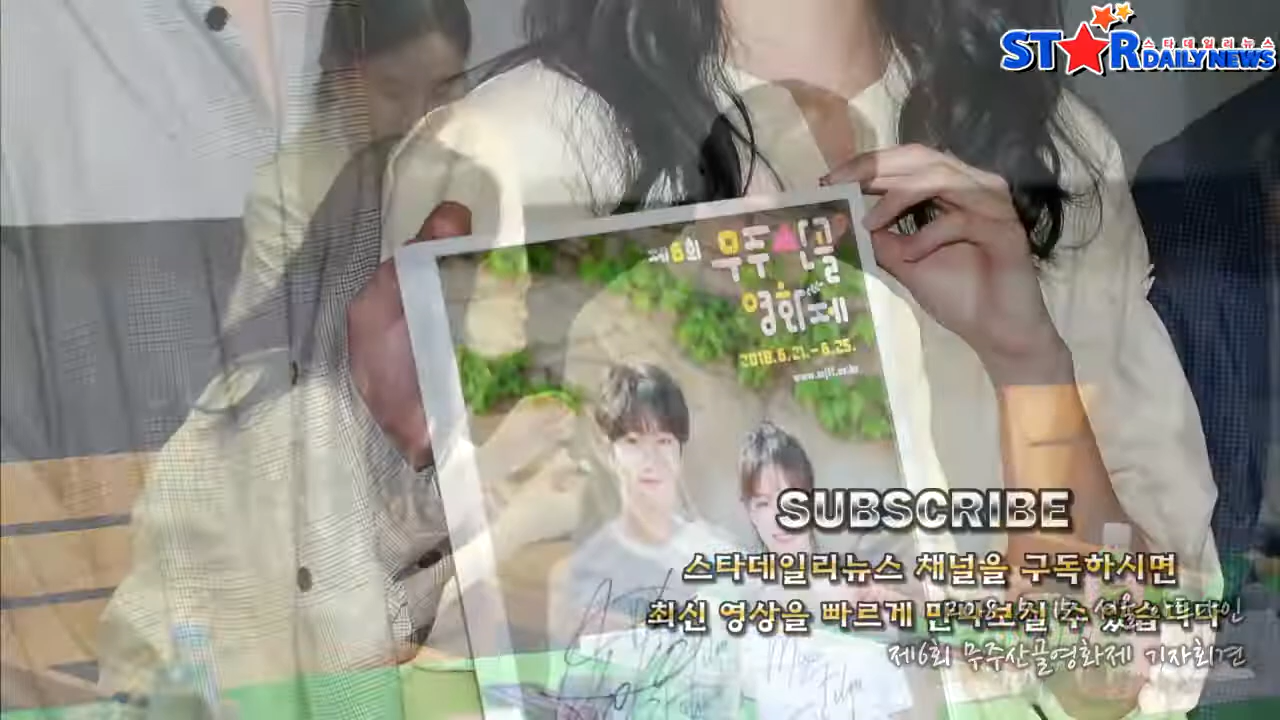 STAR
스타데일리뉴스
DAILY NEWS
제6회 무주산골
영화제
2018.6.21.-6.25.
SUBSCRIBE
스타데일리뉴스 채널을 구독하시면
최신 영상을 빠르게 만나보실 수 있습니다
제6회 무주산골영화제 기자회견